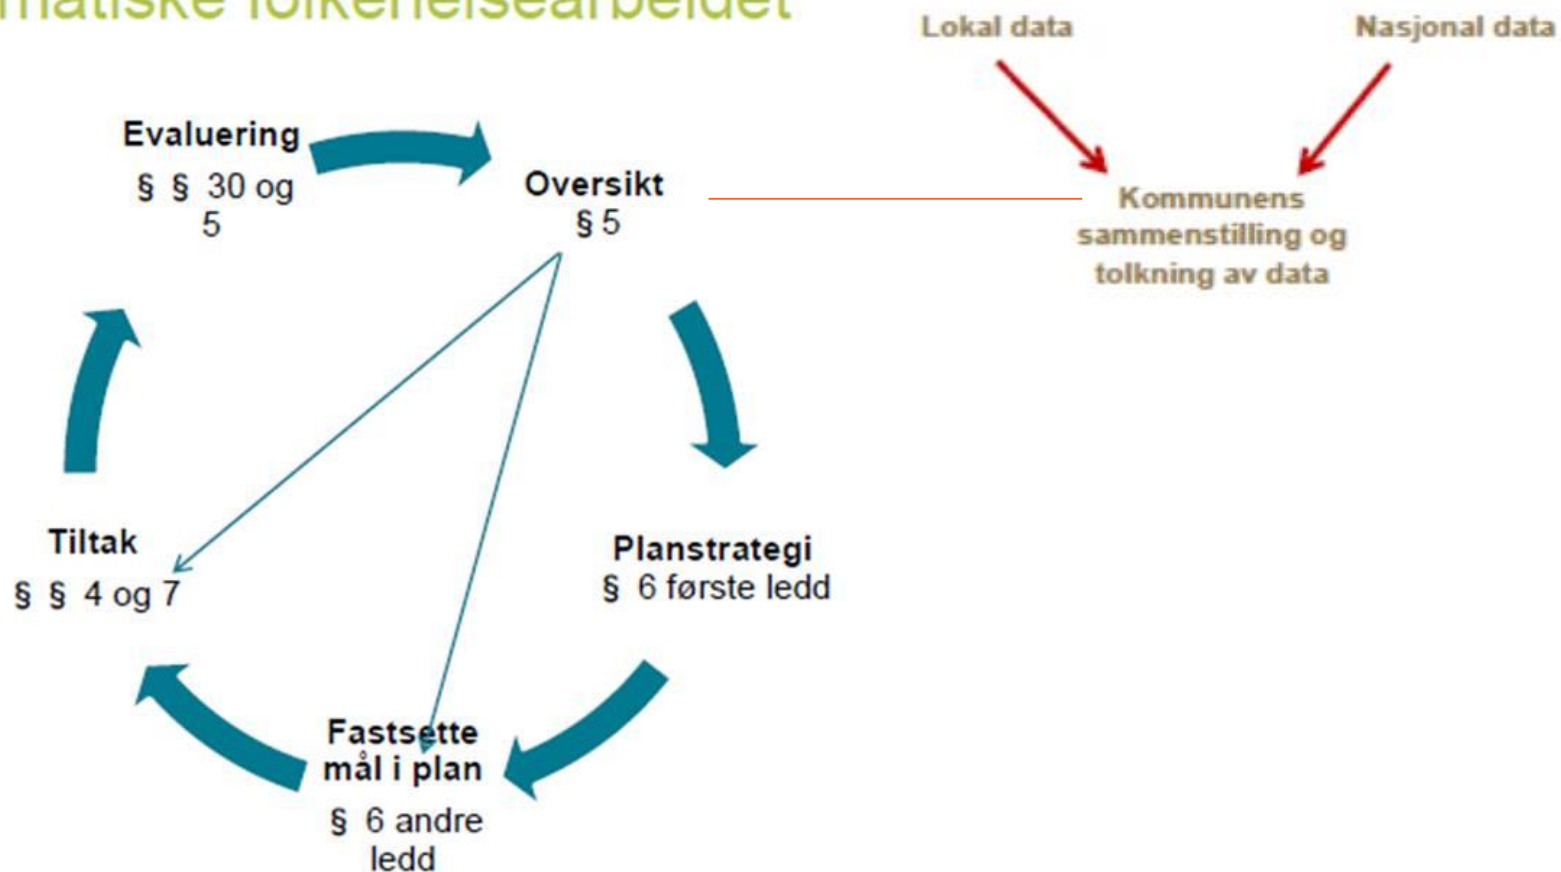 folkehelsearbeidet
Lokal data
Nasjonal data
Evaluering
§ § 30 og
5
Oversikt
§ 5
Kommunens
sammenstilling og
tolkning av data
Tiltak
§ § 4 og 7
Planstrategi
§ 6 første ledd
Fastsette
mål i plan
§ 6 andre
ledd